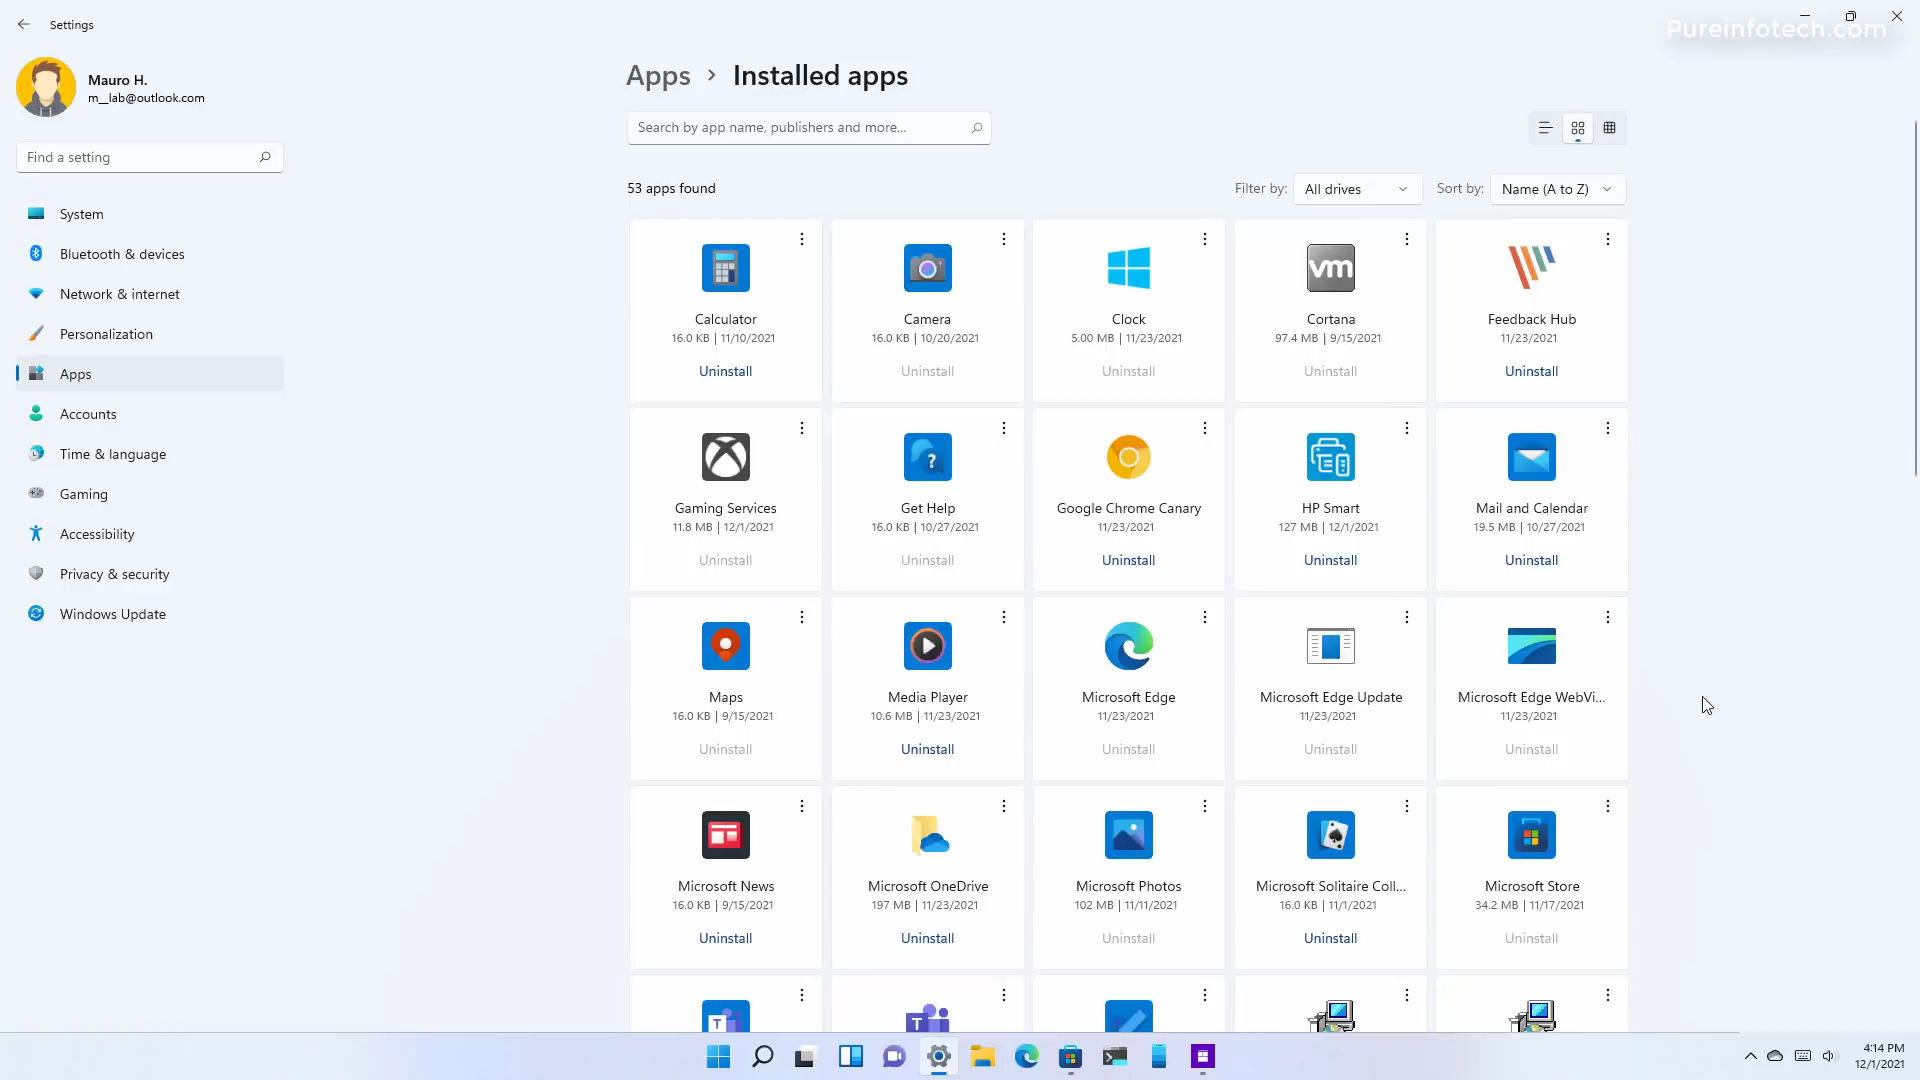 Settings
Pureinfotech.com
Mauro H.
m__lab@outlook.com
Find a setting
System
Bluetooth & devices
Network & internet
Personalization
Apps
Accounts
Time & language
Gaming
Accessibility
Privacy & security
Windows Update
Apps > Installed apps
Search by app name, publishers and more...
53 apps found
Filter by: All drives Sort by: Name (A to Z)
Calculator
16.0 KB | 11/10/2021
Uninstall
Camera
16.0 KB | 10/20/2021
Uninstall
Clock
5.00 MB | 11/23/2021
Uninstall
vm
Cortana
97.4 MB | 9/15/2021
Uninstall
Feedback Hub
11/23/2021
Uninstall
Gaming Services
11.8 MB | 12/1/2021
Uninstall
?
Get Help
16.0 KB | 10/27/2021
Uninstall
Google Chrome Canary
11/23/2021
Uninstall
HP Smart
127 MB | 12/1/2021
Uninstall
Mail and Calendar
19.5 MB | 10/27/2021
Uninstall
Maps
16.0 KB | 9/15/2021
Uninstall
Media Player
10.6 MB | 11/23/2021
Uninstall
Microsoft Edge
11/23/2021
Uninstall
Microsoft Edge Update
11/23/2021
Uninstall
Microsoft Edge WebVi...
11/23/2021
Uninstall
Microsoft News
16.0 KB | 9/15/2021
Uninstall
Microsoft OneDrive
197 MB | 11/23/2021
Uninstall
Microsoft Photos
102 MB | 11/11/2021
Uninstall
Microsoft Solitaire Coll...
16.0 KB | 11/1/2021
Uninstall
Microsoft Store
34.2 MB | 11/17/2021
Uninstall
T
T
4:14 PM
12/1/2021